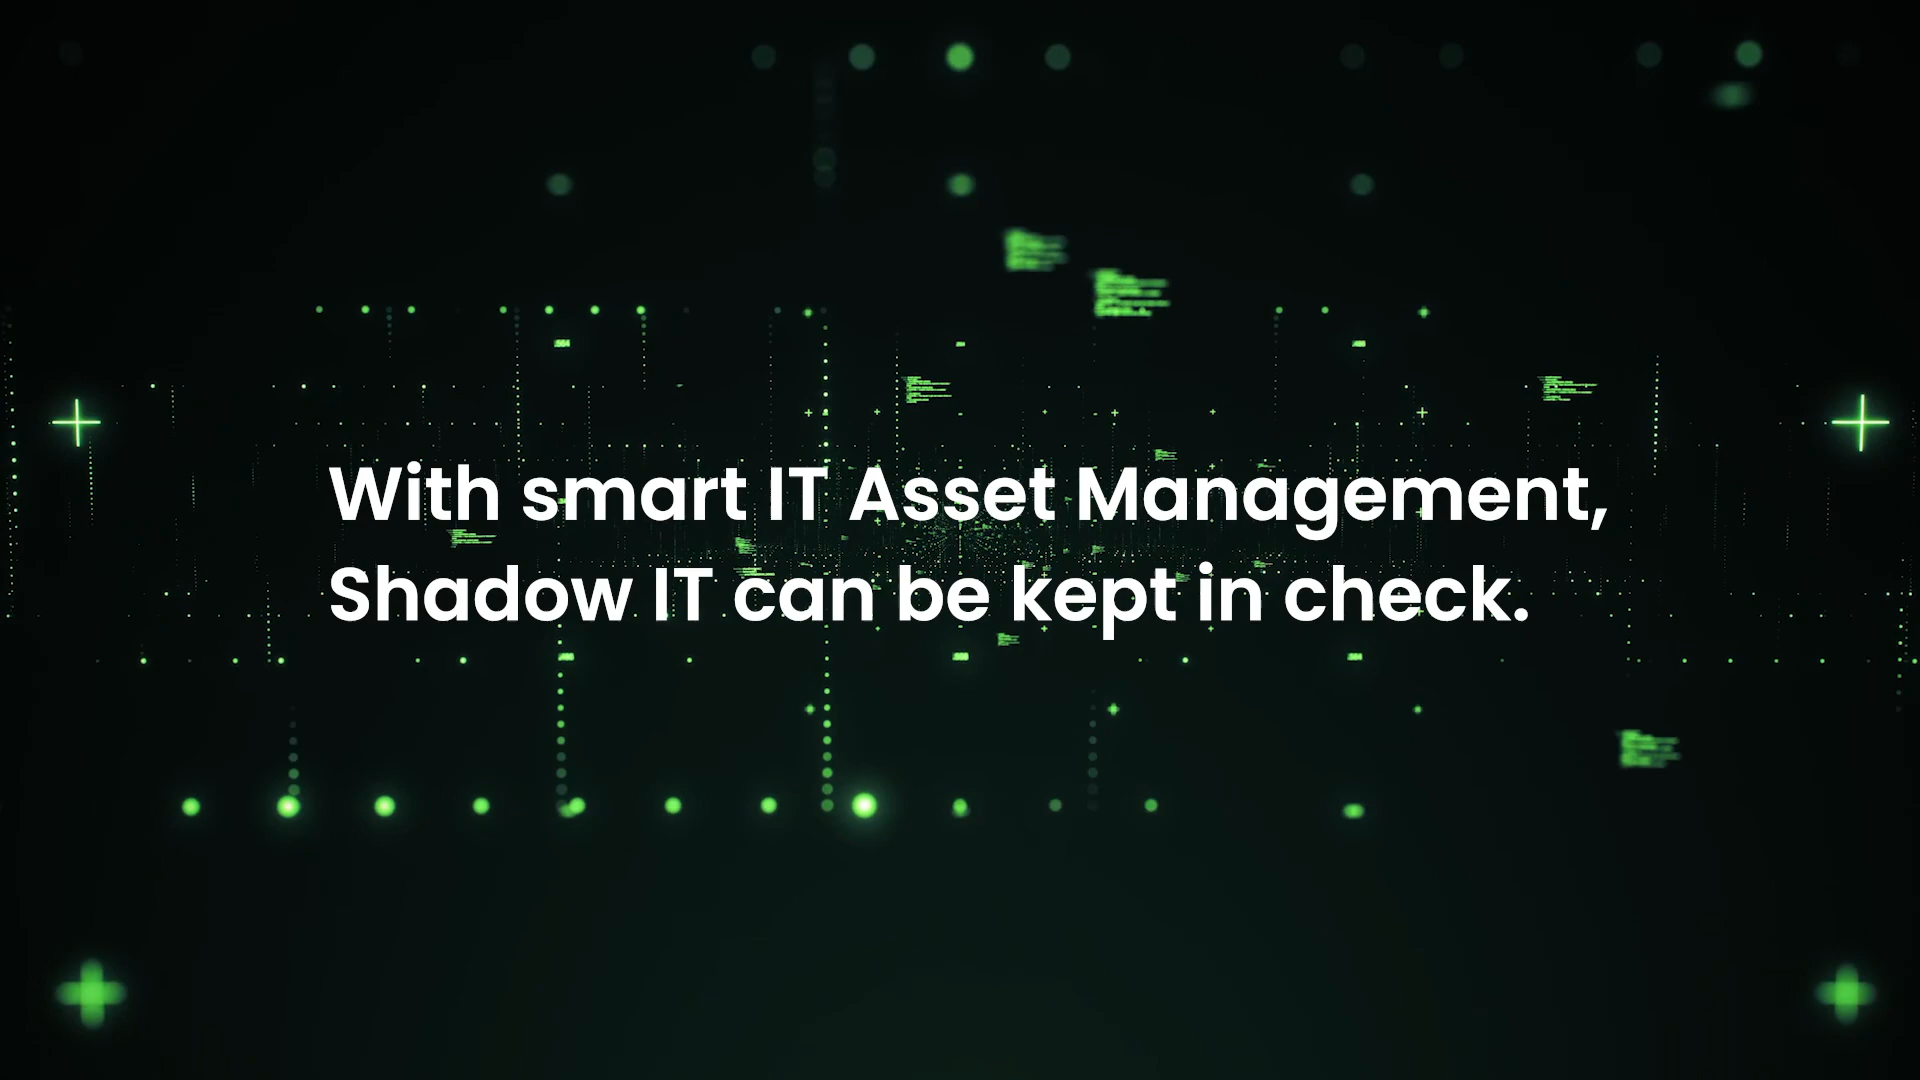 With smart IT Asset Management,
Shadow IT can be kept in check.